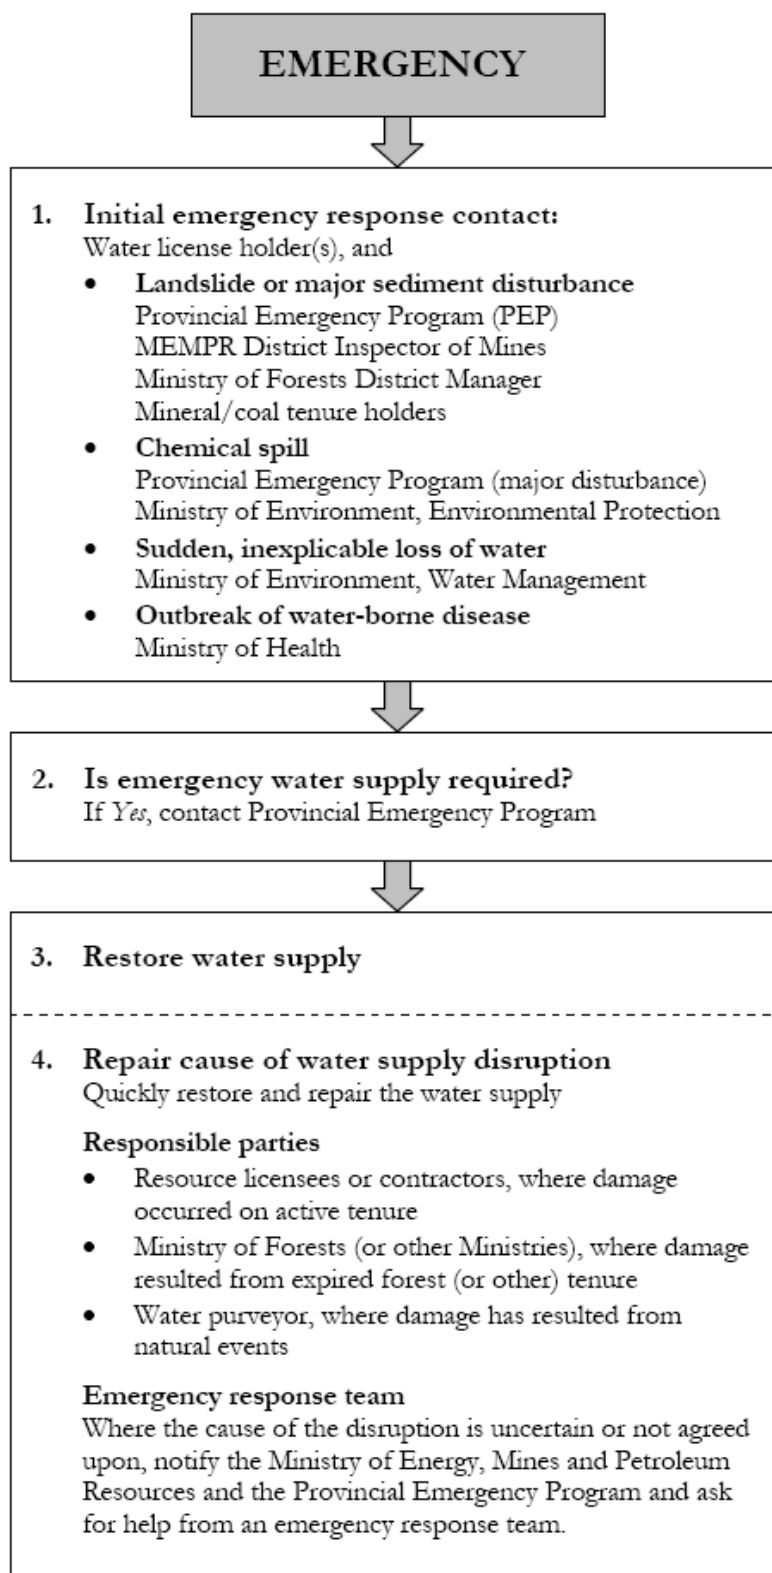 EMERGENCY
1. Initial emergency response contact:
Water license holder(s), and
• Landslide or major sediment disturbance
Provincial Emergency Program (PEP)
MEMPR District Inspector of Mines
Ministry of Forests District Manager
Mineral/coal tenure holders
• Chemical spill
Provincial Emergency Program (major disturbance)
Ministry of Environment, Environmental Protection
• Sudden, inexplicable loss of water
Ministry of Environment, Water Management
• Outbreak of water-borne disease
Ministry of Health
2. Is emergency water supply required?
If Yes, contact Provincial Emergency Program
3. Restore water supply
4. Repair cause of water supply disruption
Quickly restore and repair the water supply
Responsible parties
• Resource licensees or contractors, where damage
occurred on active tenure
• Ministry of Forests (or other Ministries), where damage
resulted from expired forest (or other) tenure
• Water purveyor, where damage has resulted from
natural events
Emergency response team
Where the cause of the disruption is uncertain or not agreed
upon, notify the Ministry of Energy, Mines and Petroleum
Resources and the Provincial Emergency Program and ask
for help from an emergency response team.